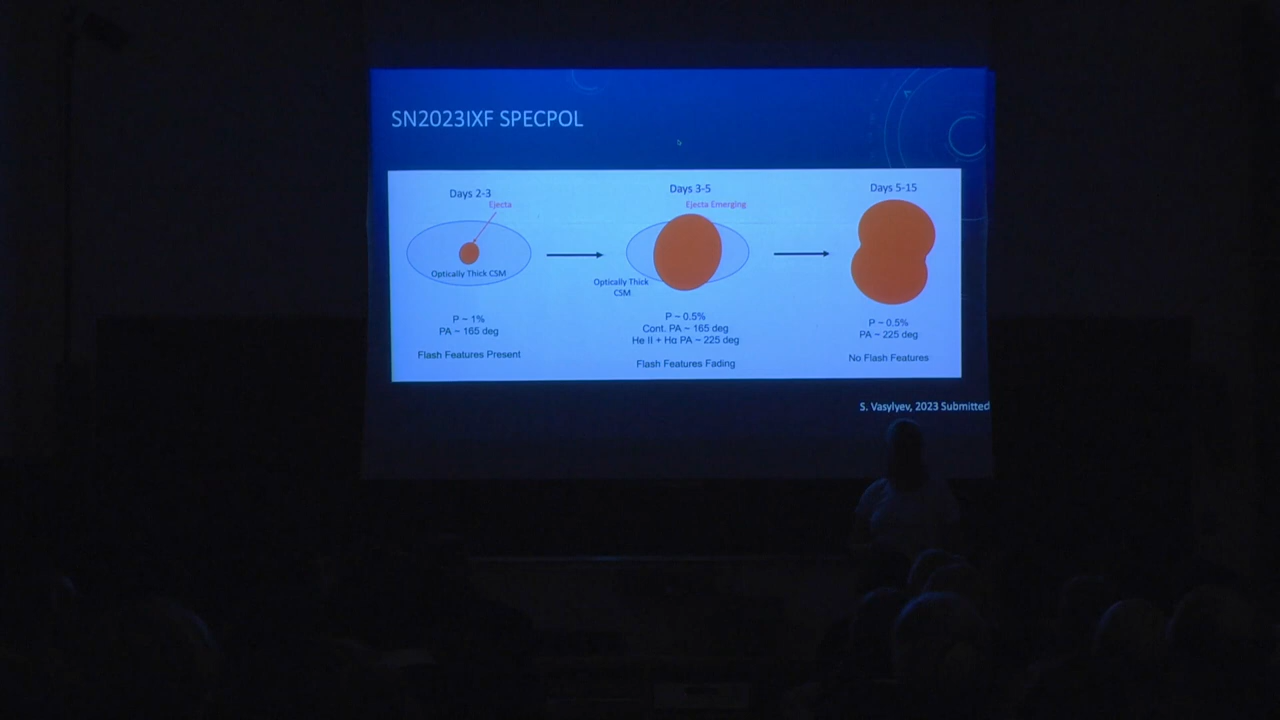 SN2023IXF SPECPOL
Days 2-3
Ejecta
Optically Thick CSM
P ~ 1%
PA ~ 165 deg
Flash Features Present
Days 3-5
Ejecta Emerging
Optically Thick
CSM
P ~ 0.5%
Cont. PA ~ 165 deg
He II + Hα PA ~ 225 deg
Flash Features Fading
Days 5-15
P ~ 0.5%
PA ~ 225 deg
No Flash Features
S. Vasylyev, 2023 Submitted